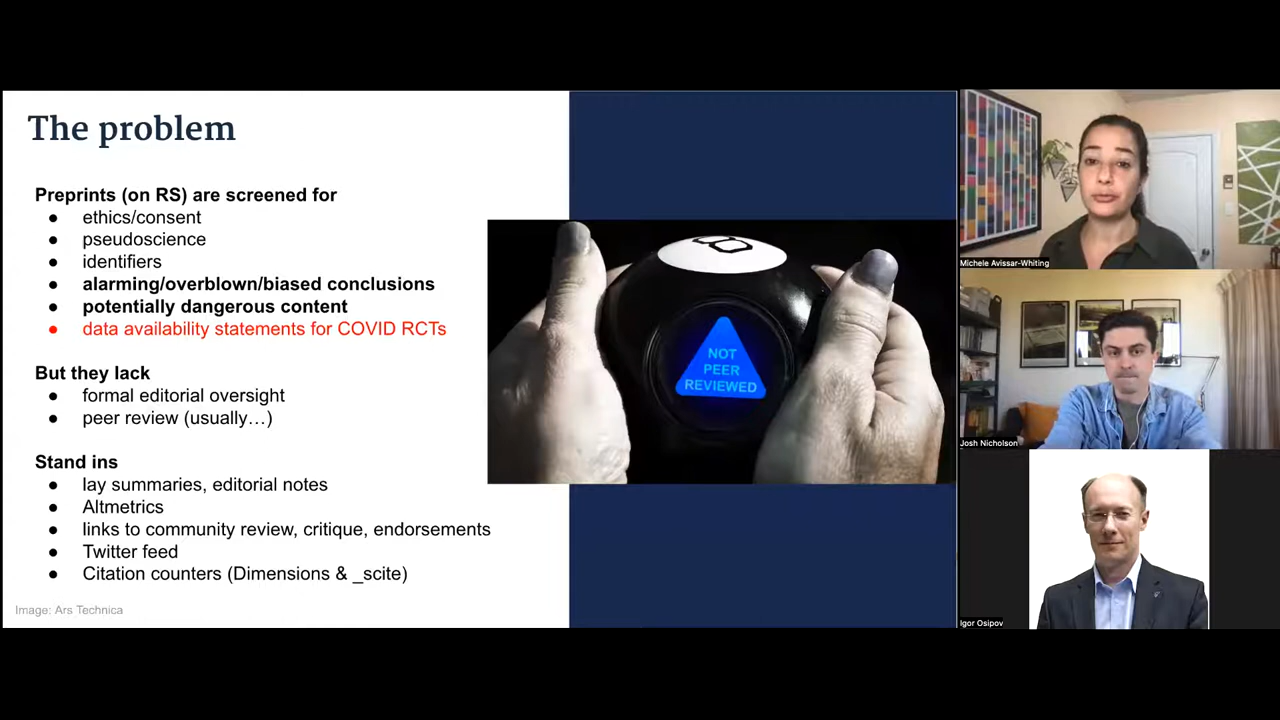 The problem
Preprints (on RS) are screened for
● ethics/consent
● pseudoscience
● identifiers
● alarming/overblown/biased conclusions
● potentially dangerous content
● data availability statements for COVID RCTs
But they lack
● formal editorial oversight
● peer review (usually…)
Stand ins
● lay summaries, editorial notes
● Altmetrics
● links to community review, critique, endorsements
● Twitter feed
● Citation counters (Dimensions & _scite)
Image: Ars Technica
8
NOT
PEER
REVIEWED
Michele Avissar-Whiting
Josh Nicholson
Igor Osipov